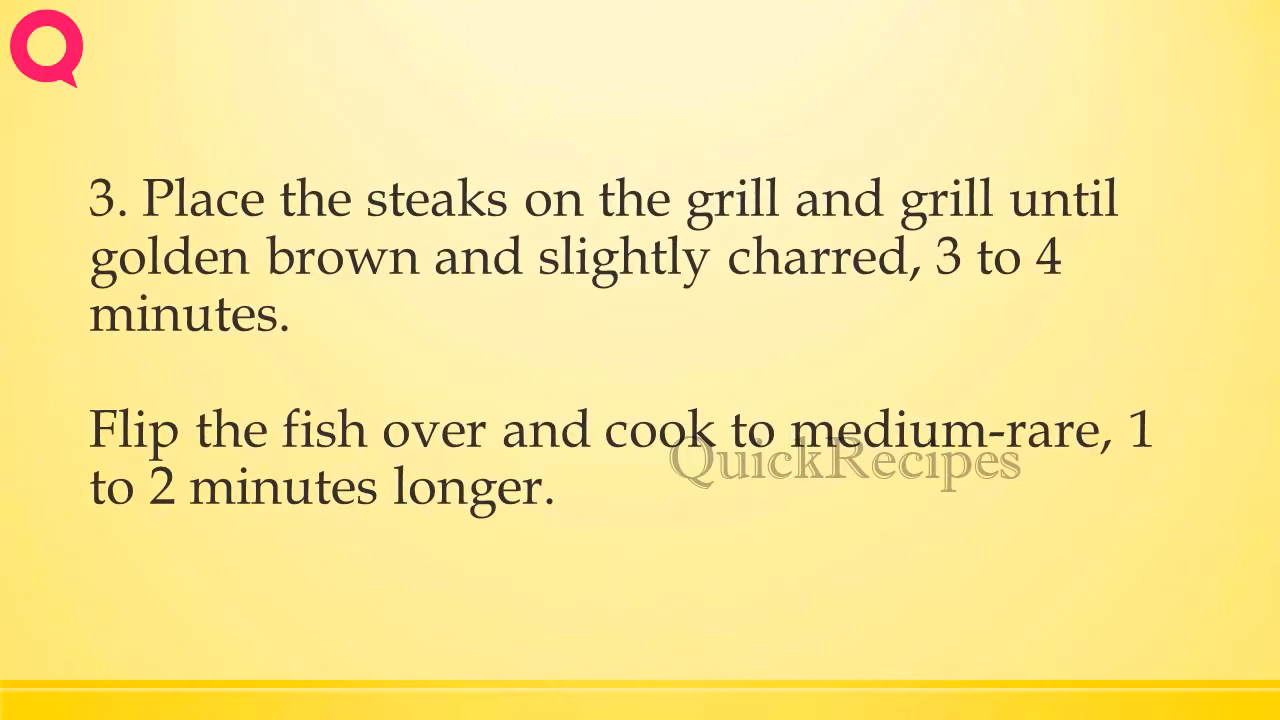 3. Place the steaks on the grill and grill until
golden brown and slightly charred, 3 to 4
minutes.
Flip the fish over and cook to medium-rare, 1
QuickRecipes
to 2 minutes longer.